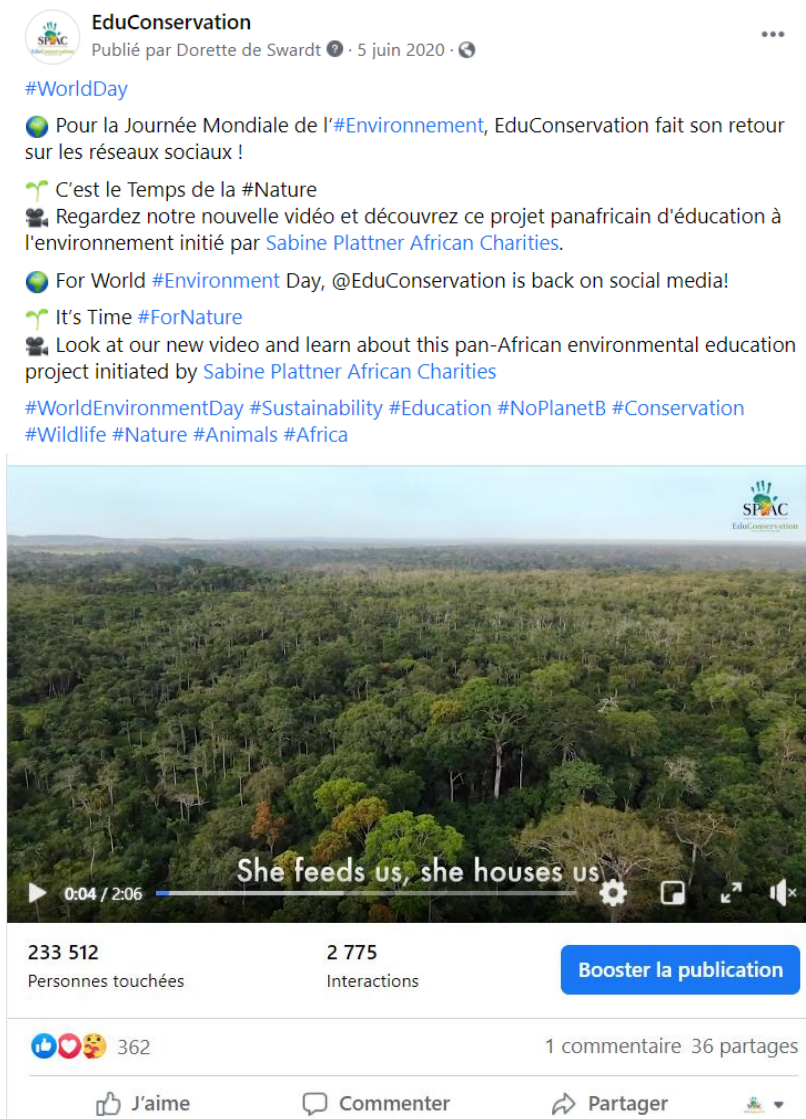 EduConservation
Publié par Dorette de Swardt · 5 juin 2020 ·
#WorldDay
Pour la Journée Mondiale de l'#Environnement, EduConservation fait son retour
sur les réseaux sociaux !
C'est le Temps de la #Nature
Regardez notre nouvelle vidéo et découvrez ce projet panafricain d'éducation à
l'environnement initié par Sabine Plattner African Charities.
For World #Environment Day, @EduConservation is back on social media!
It's Time #ForNature
Look at our new video and learn about this pan-African environmental education
project initiated by Sabine Plattner African Charities
#WorldEnvironmentDay #Sustainability #Education #NoPlanetB #Conservation
#Wildlife #Nature #Animals #Africa
SPAC
EduConservation
She feeds us, she houses us
0:04 / 2:06
233 512
Personnes touchées
2 775
Interactions
Booster la publication
362
1 commentaire 36 partages
J'aime
Commenter
Partager